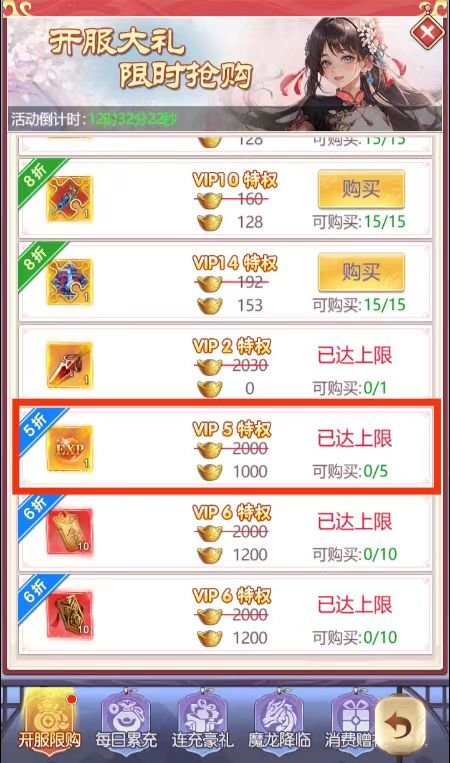 开服大礼
限时抢购
活动倒计时：12时32分22秒
128 可购买:15/15
8折
VIP10 特权
160 购买
1
128 可购买:15/15
8折
VIP14 特权
192 购买
1
153 可购买:15/15
VIP 2 特权
2030 已达上限
1
0 可购买:0/1
5折
VIP 5 特权
EXP 2000 已达上限
1
1000 可购买:0/5
6折
VIP 6 特权
2000 已达上限
10
1200 可购买:0/10
6折
VIP 6 特权
2000 已达上限
10
1200 可购买:0/10
开服限购 每日累充 连充豪礼 魔龙降临 消费赠